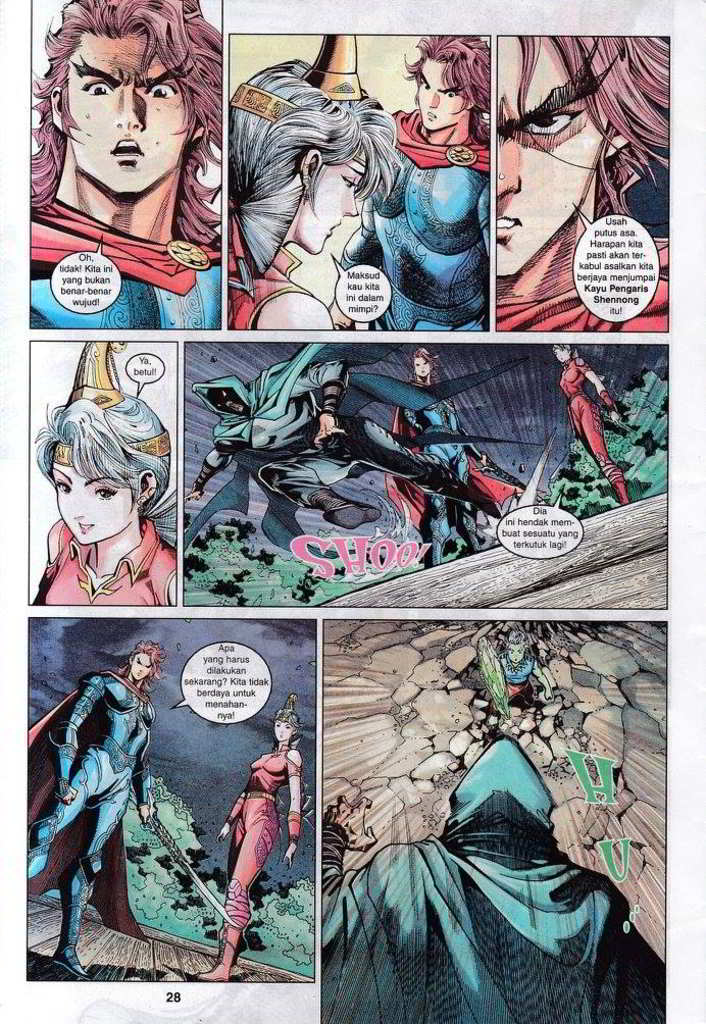 Oh,
tidak! Kita ini
yang bukan
benar-benar
wujud!
Maksud
kau kita
ini dalam
mimpi?
Usah
putus asa.
Harapan kita
pasti akan ter-
kabul asalkan kita
berjaya menjumpai
Kayu Pengaris
Shennong
itu!
Ya,
betul!
SHOO!
Dia
ini hendak mem-
buat sesuatu yang
terkutuk lagi!
Apa
yang harus
dilakukan
sekarang? Kita tidak
berdaya untuk
menahan-
nya!
HUOO
28